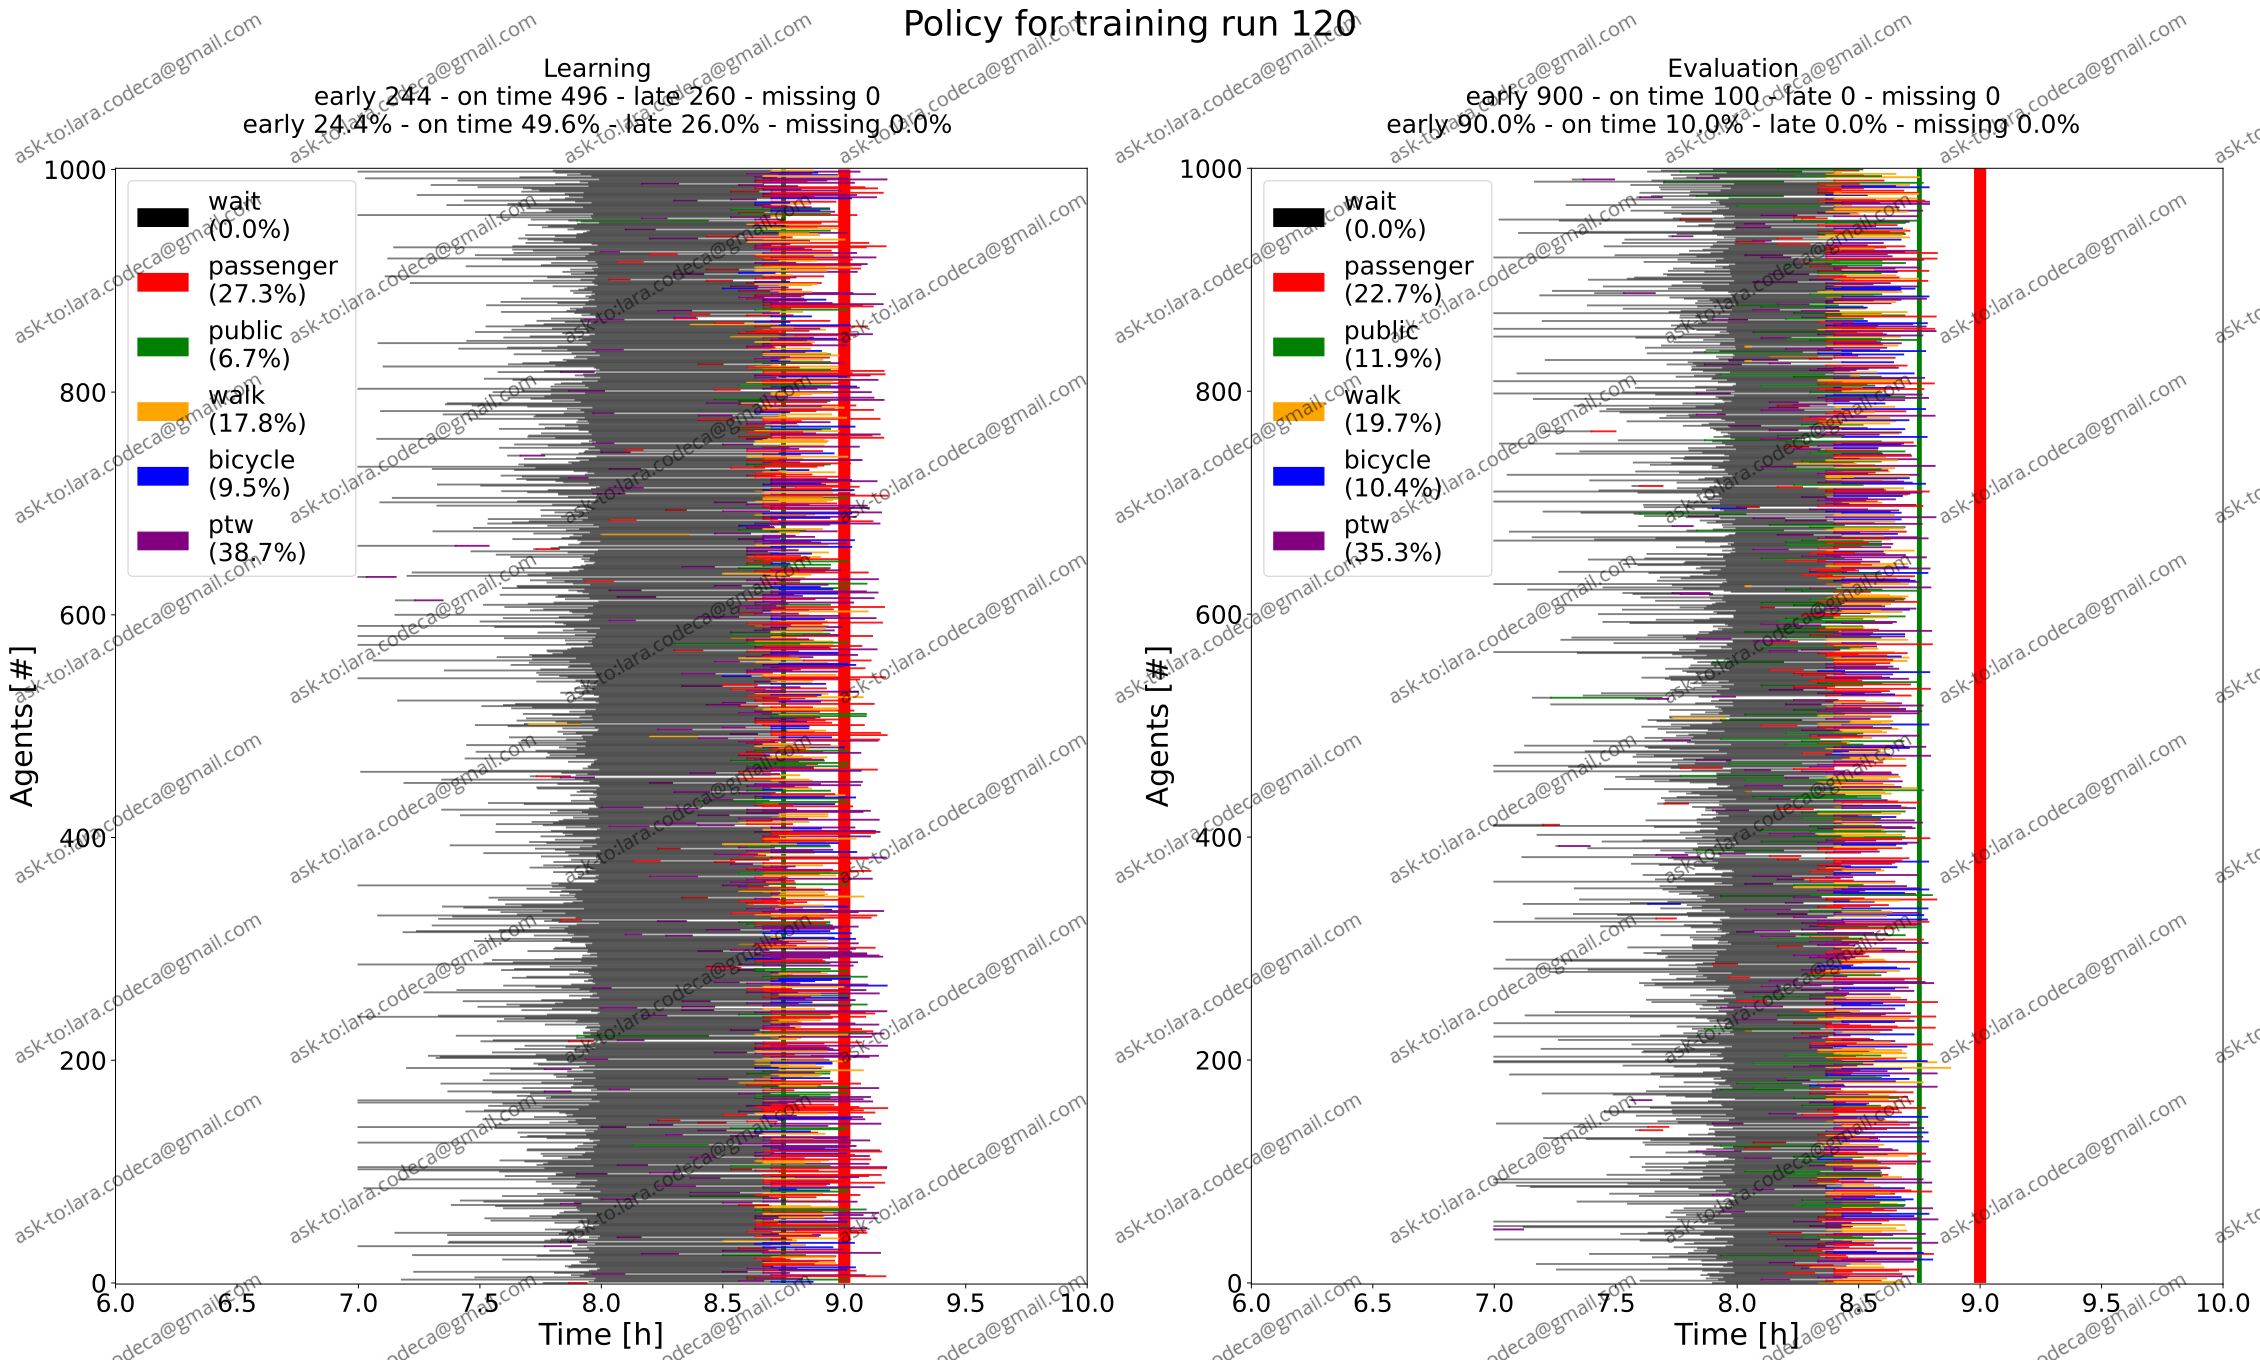 Policy for training run 120
Learning
early 244 - on time 496 - late 260 - missing 0
early 24.4% - on time 49.6% - late 26.0% - missing 0.0%
1000
800
600
400
200
0
Agents [#]
wait
(0.0%)
passenger
(27.3%)
public
(6.7%)
walk
(17.8%)
bicycle
(9.5%)
ptw
(38.7%)
6.0 6.5 7.0 7.5 8.0 8.5 9.0 9.5 10.0
Time [h]
Evaluation
early 900 - on time 100 - late 0 - missing 0
early 90.0% - on time 10.0% - late 0.0% - missing 0.0%
1000
800
600
400
200
0
Agents [#]
wait
(0.0%)
passenger
(22.7%)
public
(11.9%)
walk
(19.7%)
bicycle
(10.4%)
ptw
(35.3%)
6.0 6.5 7.0 7.5 8.0 8.5 9.0 9.5 10.0
Time [h]
ask-to:lara.codeca@gmail.com